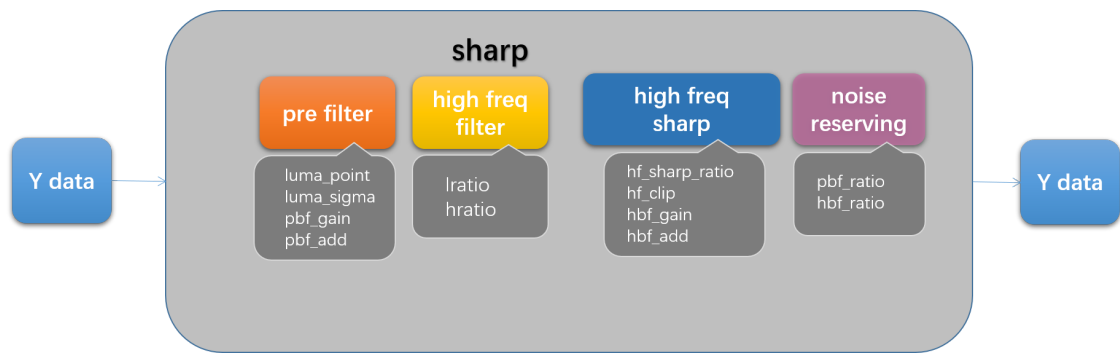 sharp
Y data
pre filter
luma_point
luma_sigma
pbf_gain
pbf_add
high freq
filter
lratio
hratio
high freq
sharp
hf_sharp_ratio
hf_clip
hbf_gain
hbf_add
noise
reserving
pbf_ratio
hbf_ratio
Y data